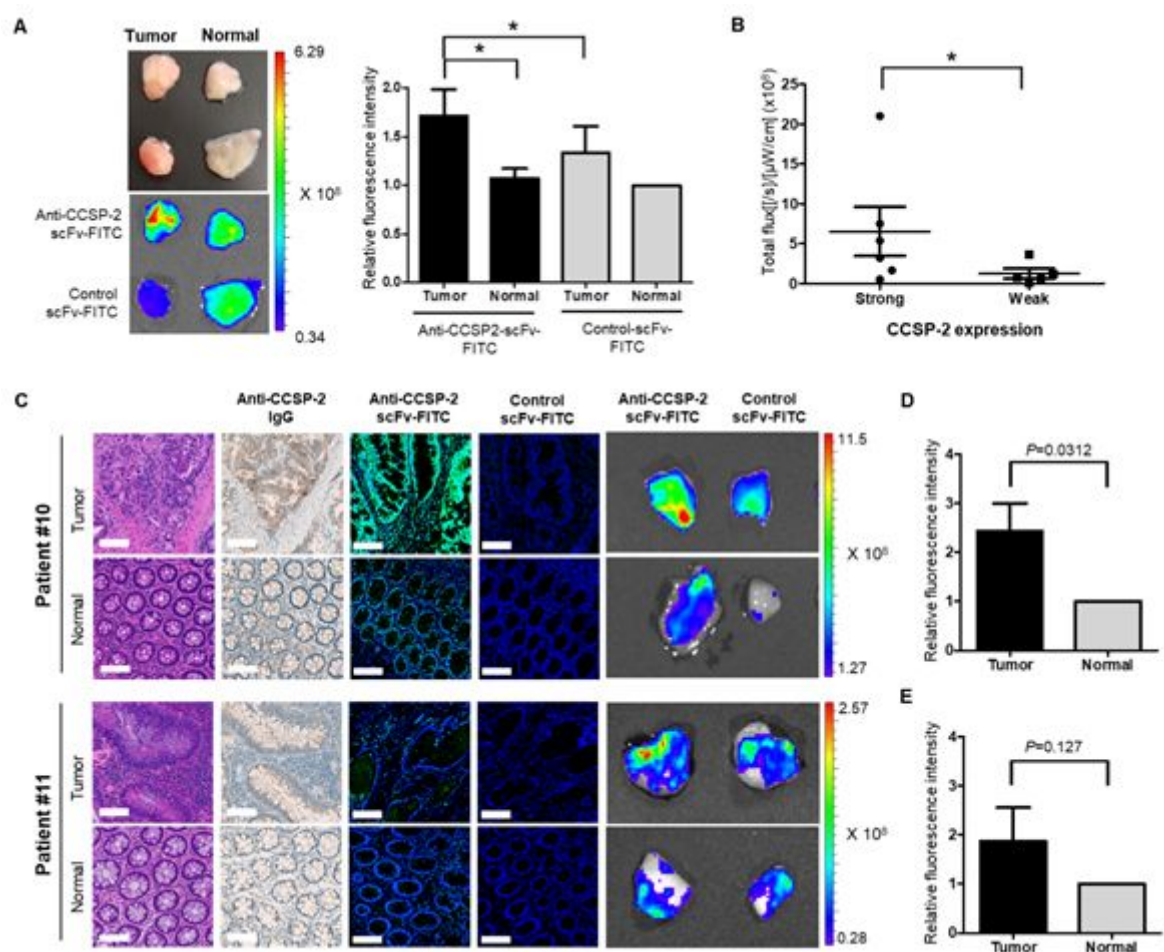 A
Tumor Normal
6.29
X 10⁸
0.34
Anti-CCSP-2
scFv-FITC
Control
scFv-FITC
Relative fluorescence intensity
2.0
1.5
1.0
0.5
0.0
*
*
Tumor Normal Tumor Normal
Anti-CCSP2-scFv-
FITC
Control-scFv-
FITC
B
*
25
20
15
10
5
0
Strong Weak
CCSP-2 expression
C
Anti-CCSP-2
IgG
Anti-CCSP-2
scFv-FITC
Control
scFv-FITC
Anti-CCSP-2
scFv-FITC
Control
scFv-FITC
Patient #10
Tumor
Normal
11.5
X 10⁸
1.27
Patient #11
Tumor
Normal
2.57
X 10⁸
0.28
D
P=0.0312
Relative fluorescence intensity
4
3
2
1
0
Tumor Normal
E
P=0.127
Relative fluorescence intensity
4
3
2
1
0
Tumor Normal